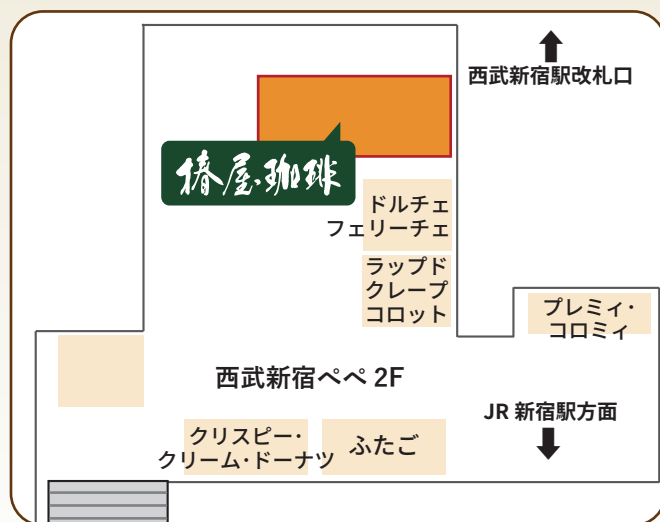 西武新宿駅改札口
椿屋珈琲
ドルチェ
フェリーチェ
ラップド
クレープ
コロット
プレミィ・
コロミィ
西武新宿ペペ 2F
JR 新宿駅方面
クリスピー・
クリーム・ドーナツ
ふたご